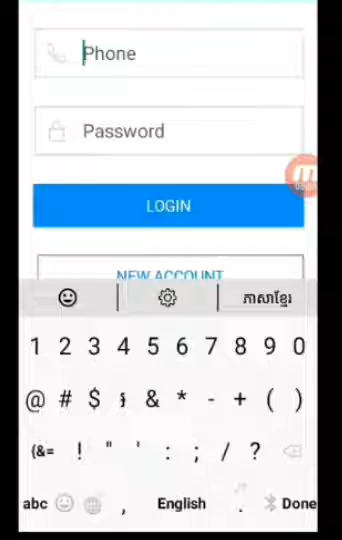 Phone
Password
LOGIN
NEW ACCOUNT
ភាសាខ្មែរ
1 2 3 4 5 6 7 8 9 0
@ # $ ៛ & * - + ( )
(&= ! " ' : ; / ?
abc , English . Done